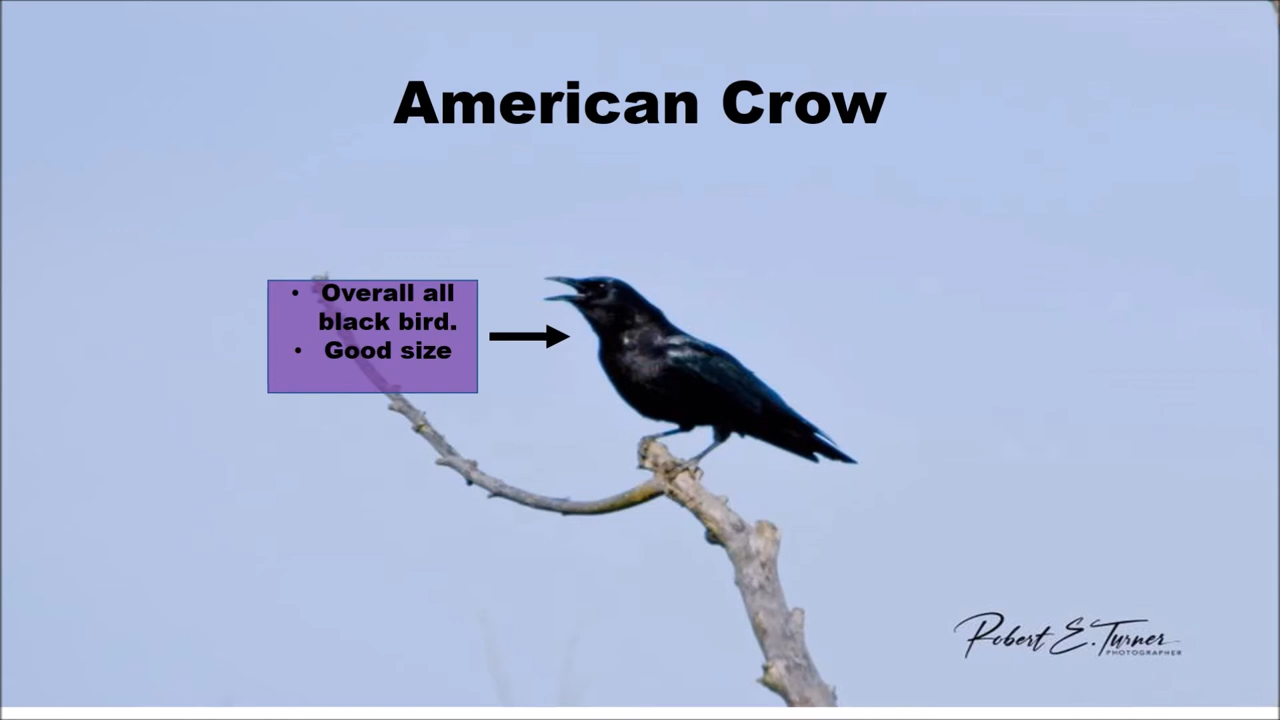 American Crow
• Overall all
black bird.
• Good size
Robert E. Turner
PHOTOGRAPHER